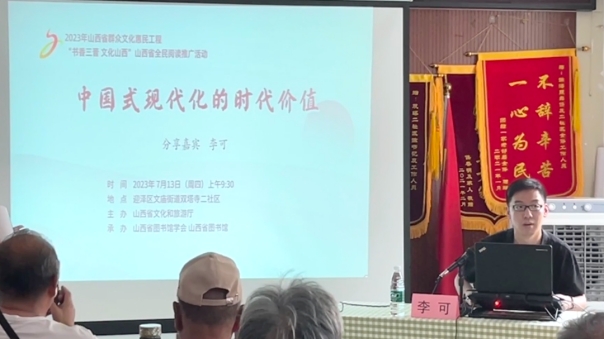 2023年山西省群众文化惠民工程
“书香三晋 文化山西”山西省全民阅读推广活动
中国式现代化的时代价值
分享嘉宾 李可
时 间 2023年7月13日(周四)上午9:30
地 点 迎泽区文庙街道双塔寺二社区
主 办 山西省文化和旅游厅
承 办 山西省图书馆学会 山西省图书馆
不辞辛苦
一心为民
李 可